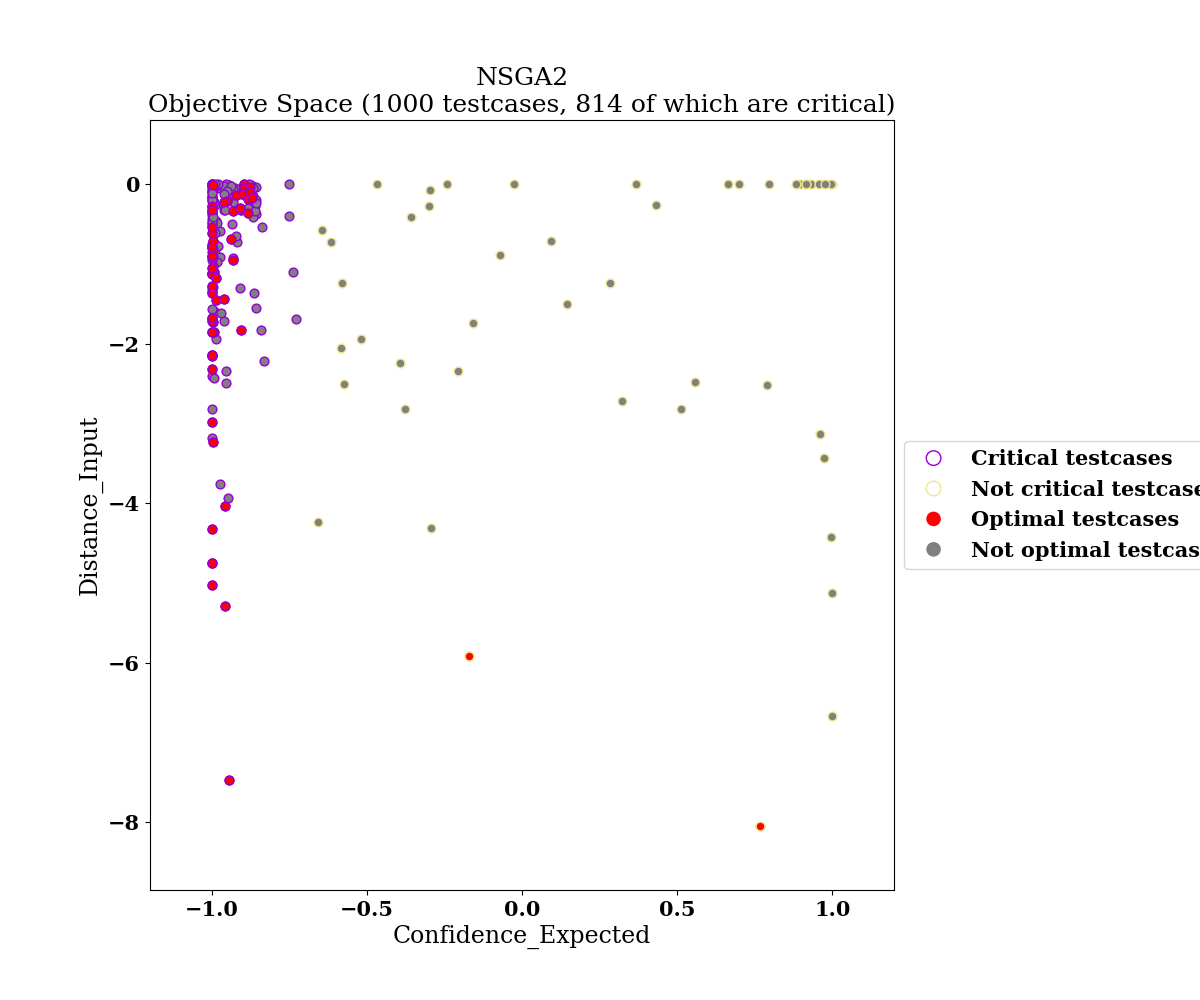 NSGA2
Objective Space (1000 testcases, 814 of which are critical)
0
−2
−4
−6
−8
Distance_Input
−1.0
−0.5
0.0
0.5
1.0
Confidence_Expected
Critical testcases
Not critical testcase
Optimal testcases
Not optimal testcas